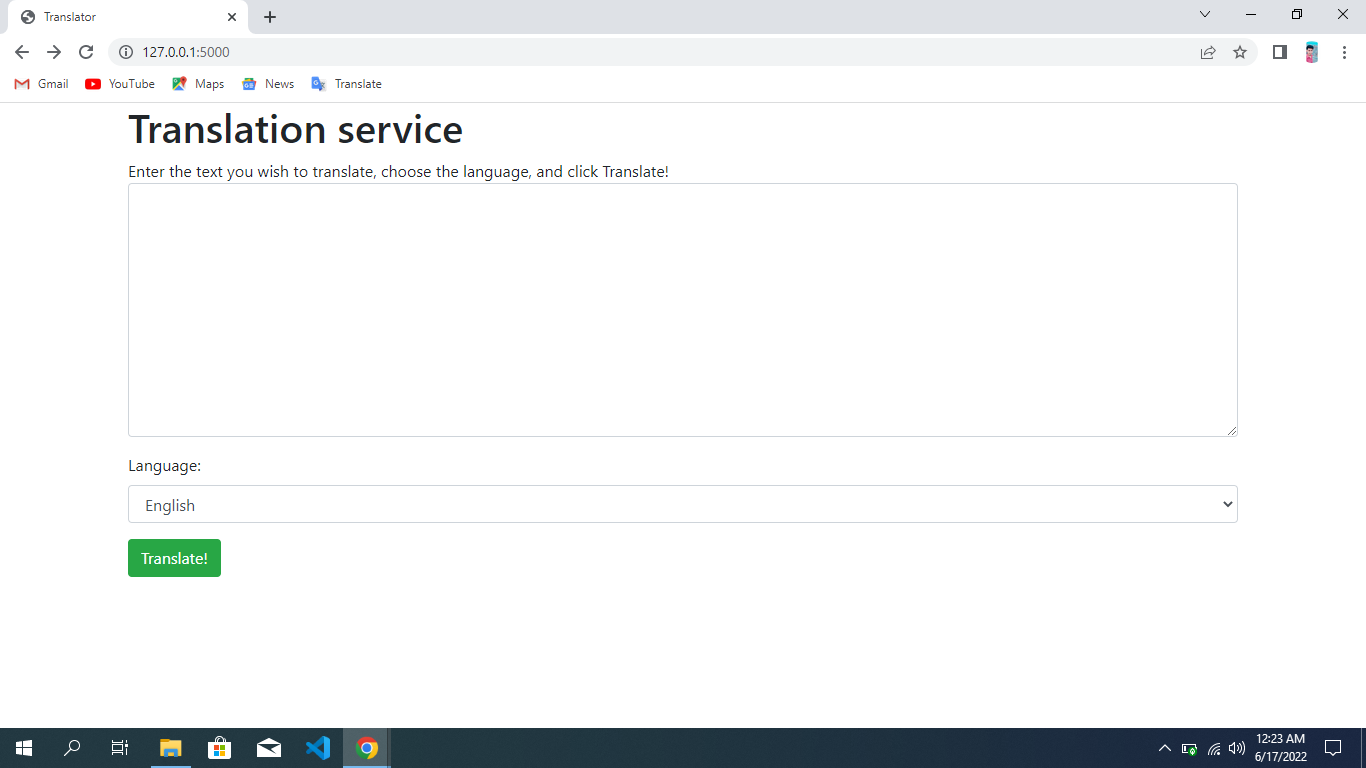 Translator
127.0.0.1:5000
Gmail YouTube Maps News Translate
Translation service
Enter the text you wish to translate, choose the language, and click Translate!
Language:
English
Translate!
12:23 AM
6/17/2022